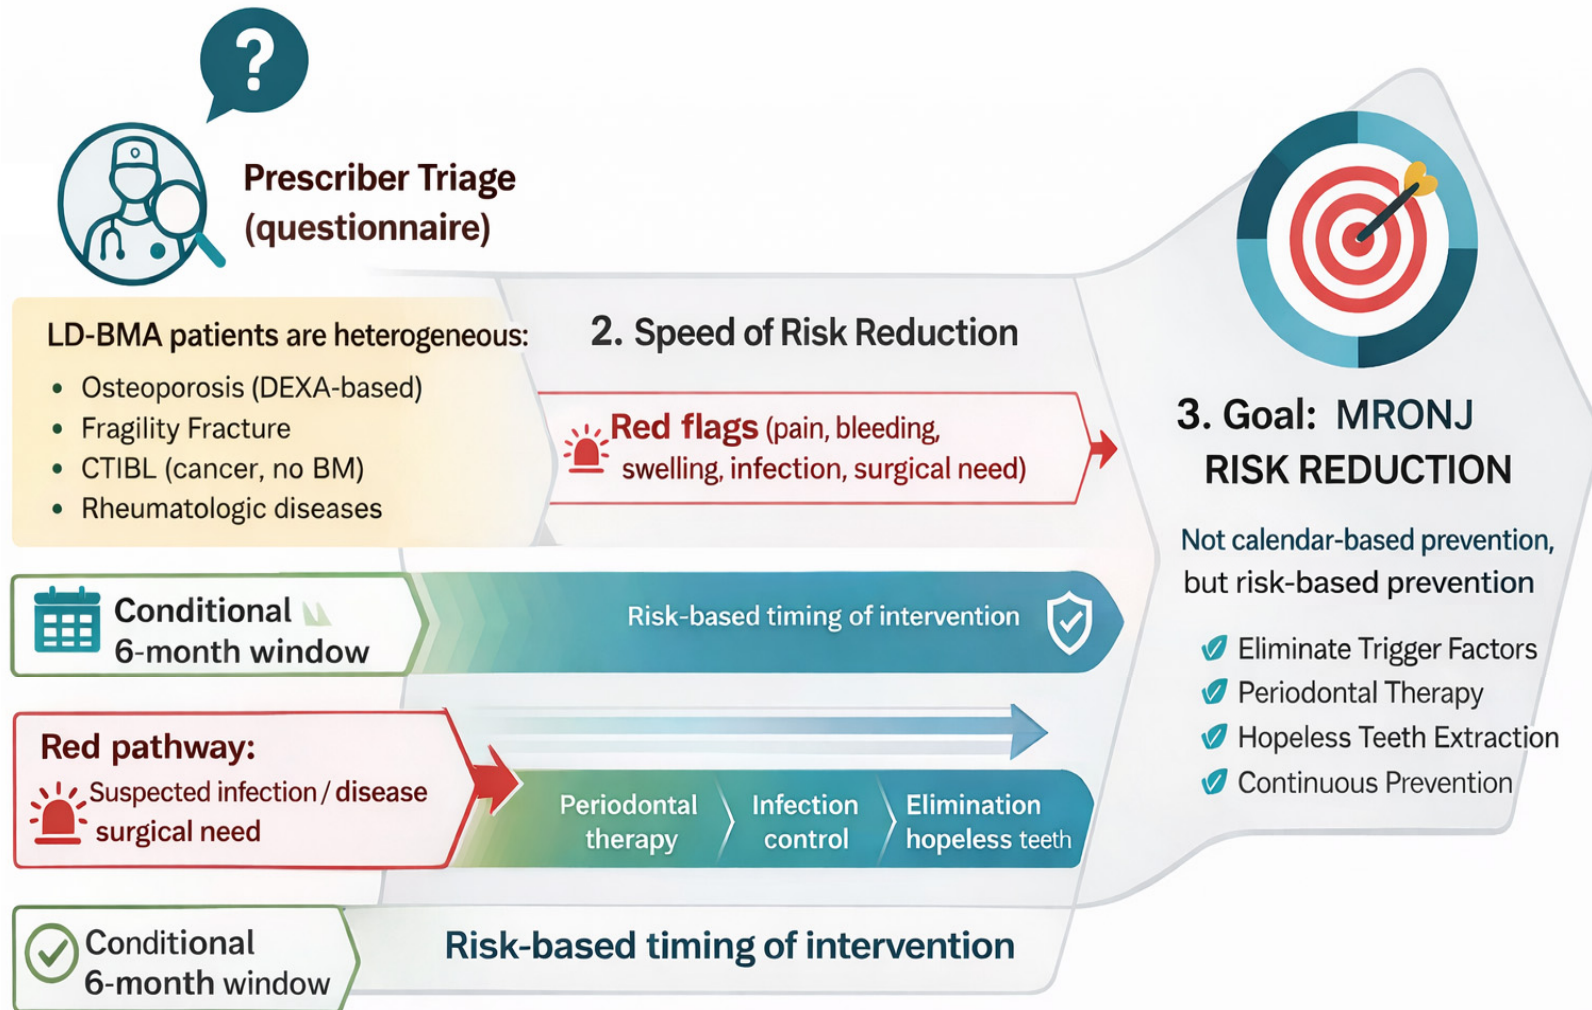 ?
Prescriber Triage
(questionnaire)
LD-BMA patients are heterogeneous:
• Osteoporosis (DEXA-based)
• Fragility Fracture
• CTIBL (cancer, no BM)
• Rheumatologic diseases
2. Speed of Risk Reduction
Red flags (pain, bleeding,
swelling, infection, surgical need)
Conditional
6-month window
Risk-based timing of intervention
Red pathway:
Suspected infection / disease
surgical need
Periodontal
therapy
Infection
control
Elimination
hopeless teeth
Conditional
6-month window
Risk-based timing of intervention
3. Goal: MRONJ
RISK REDUCTION
Not calendar-based prevention,
but risk-based prevention
Eliminate Trigger Factors
Periodontal Therapy
Hopeless Teeth Extraction
Continuous Prevention